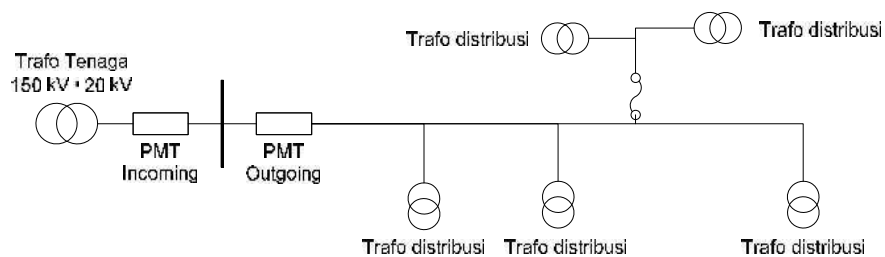 Trafo distribusi
Trafo distribusi
Trafo Tenaga
150 kV - 20 kV
PMT
Incoming
PMT
Outgoing
Trafo distribusi
Trafo distribusi
Trafo distribusi